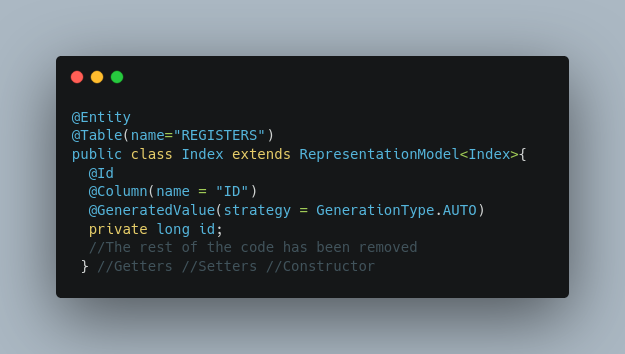 @Entity
@Table(name="REGISTERS")
public class Index extends RepresentationModel<Index>{
  @Id
  @Column(name = "ID")
  @GeneratedValue(strategy = GenerationType.AUTO)
  private long id;
  //The rest of the code has been removed
 } //Getters //Setters //Constructor